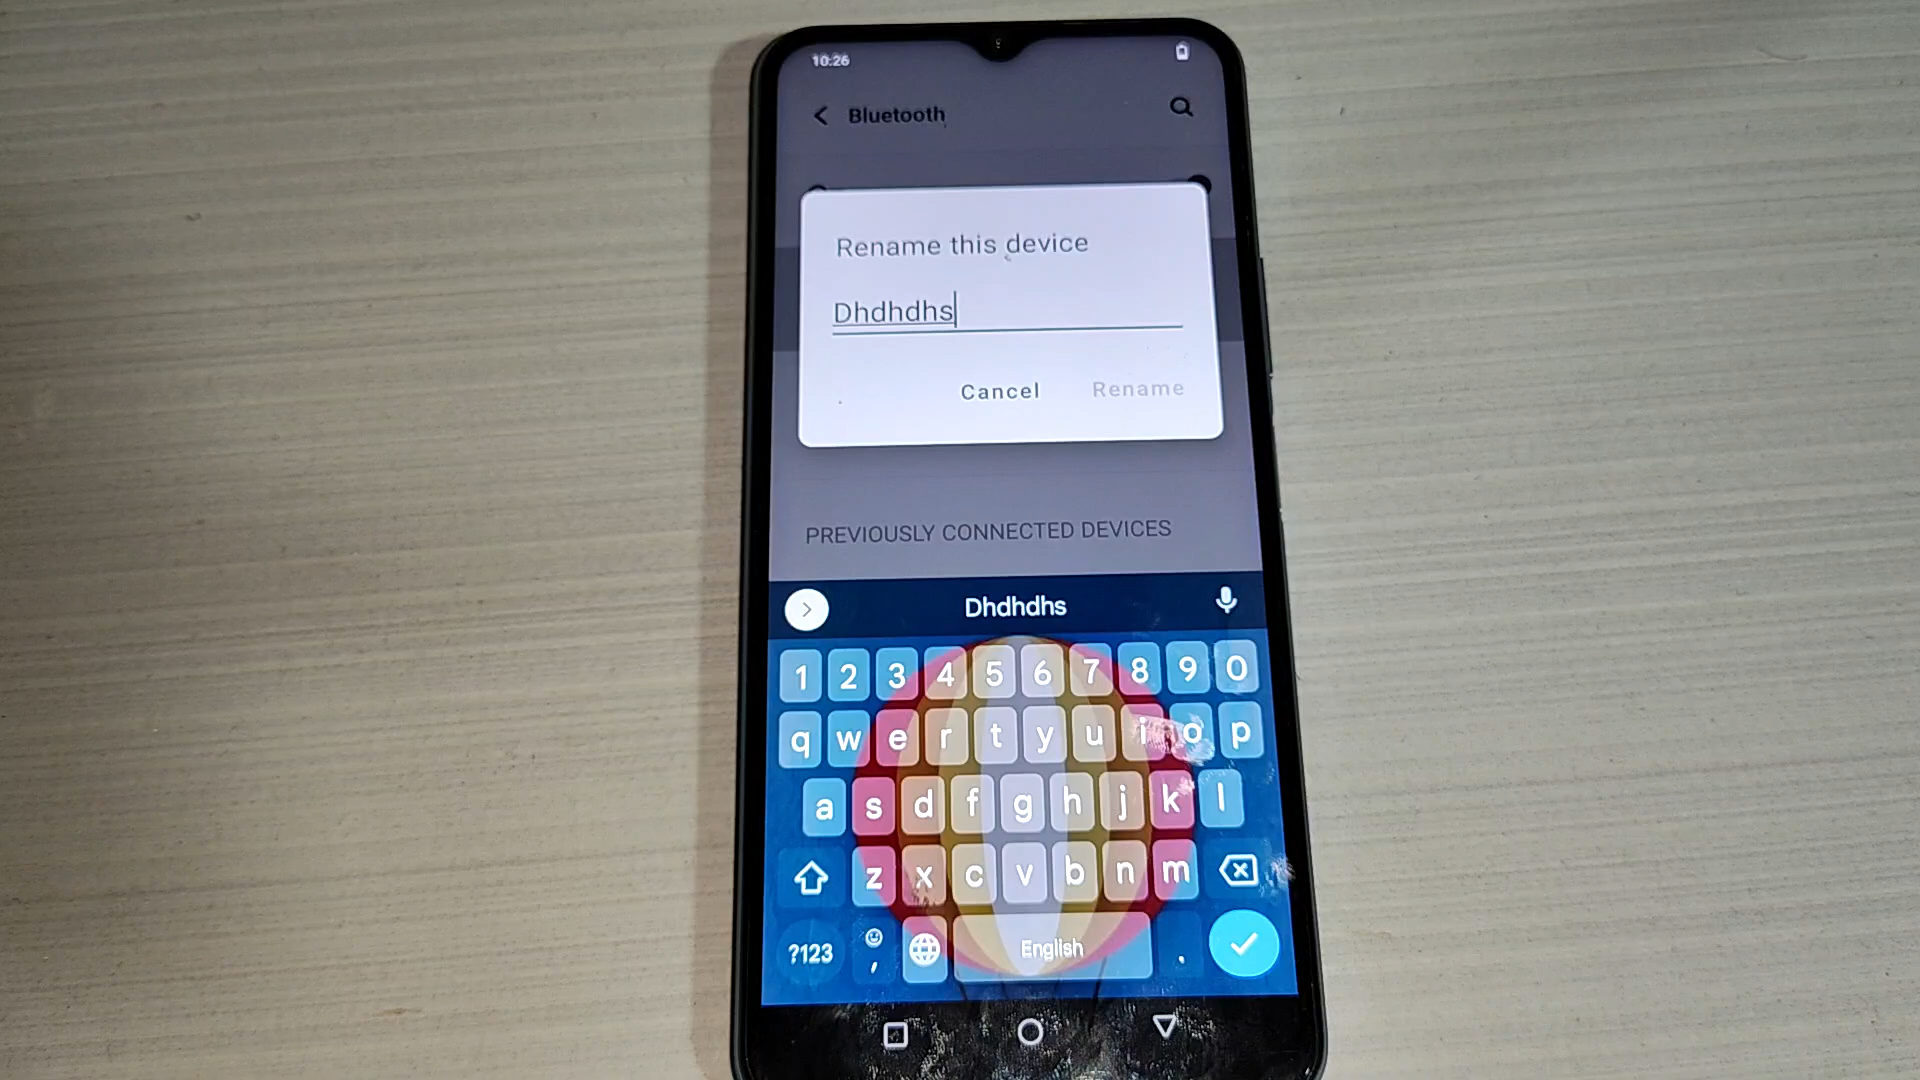 10:26
Bluetooth
Rename this device
Dhdhdhs
Cancel Rename
PREVIOUSLY CONNECTED DEVICES
Dhdhdhs
1 2 3 4 5 6 7 8 9 0
q w e r t y u i o p
a s d f g h j k l
z x c v b n m
?123 , English .